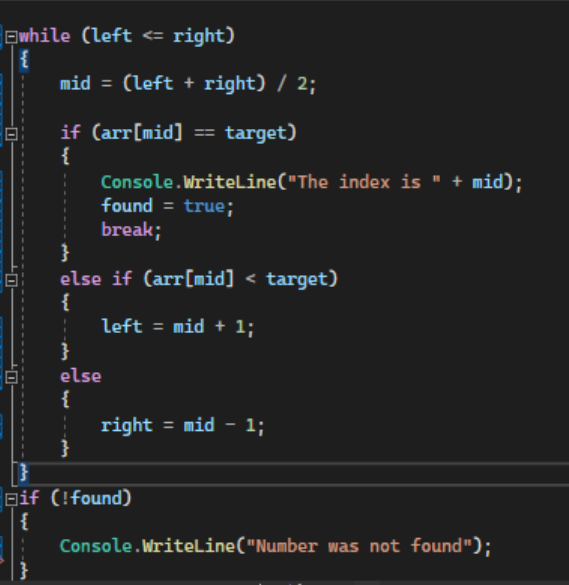 while (left <= right)
{
mid = (left + right) / 2;
if (arr[mid] == target)
{
Console.WriteLine("The index is " + mid);
found = true;
break;
}
else if (arr[mid] < target)
{
left = mid + 1;
}
else
{
right = mid - 1;
}
}
if (!found)
{
Console.WriteLine("Number was not found");
}